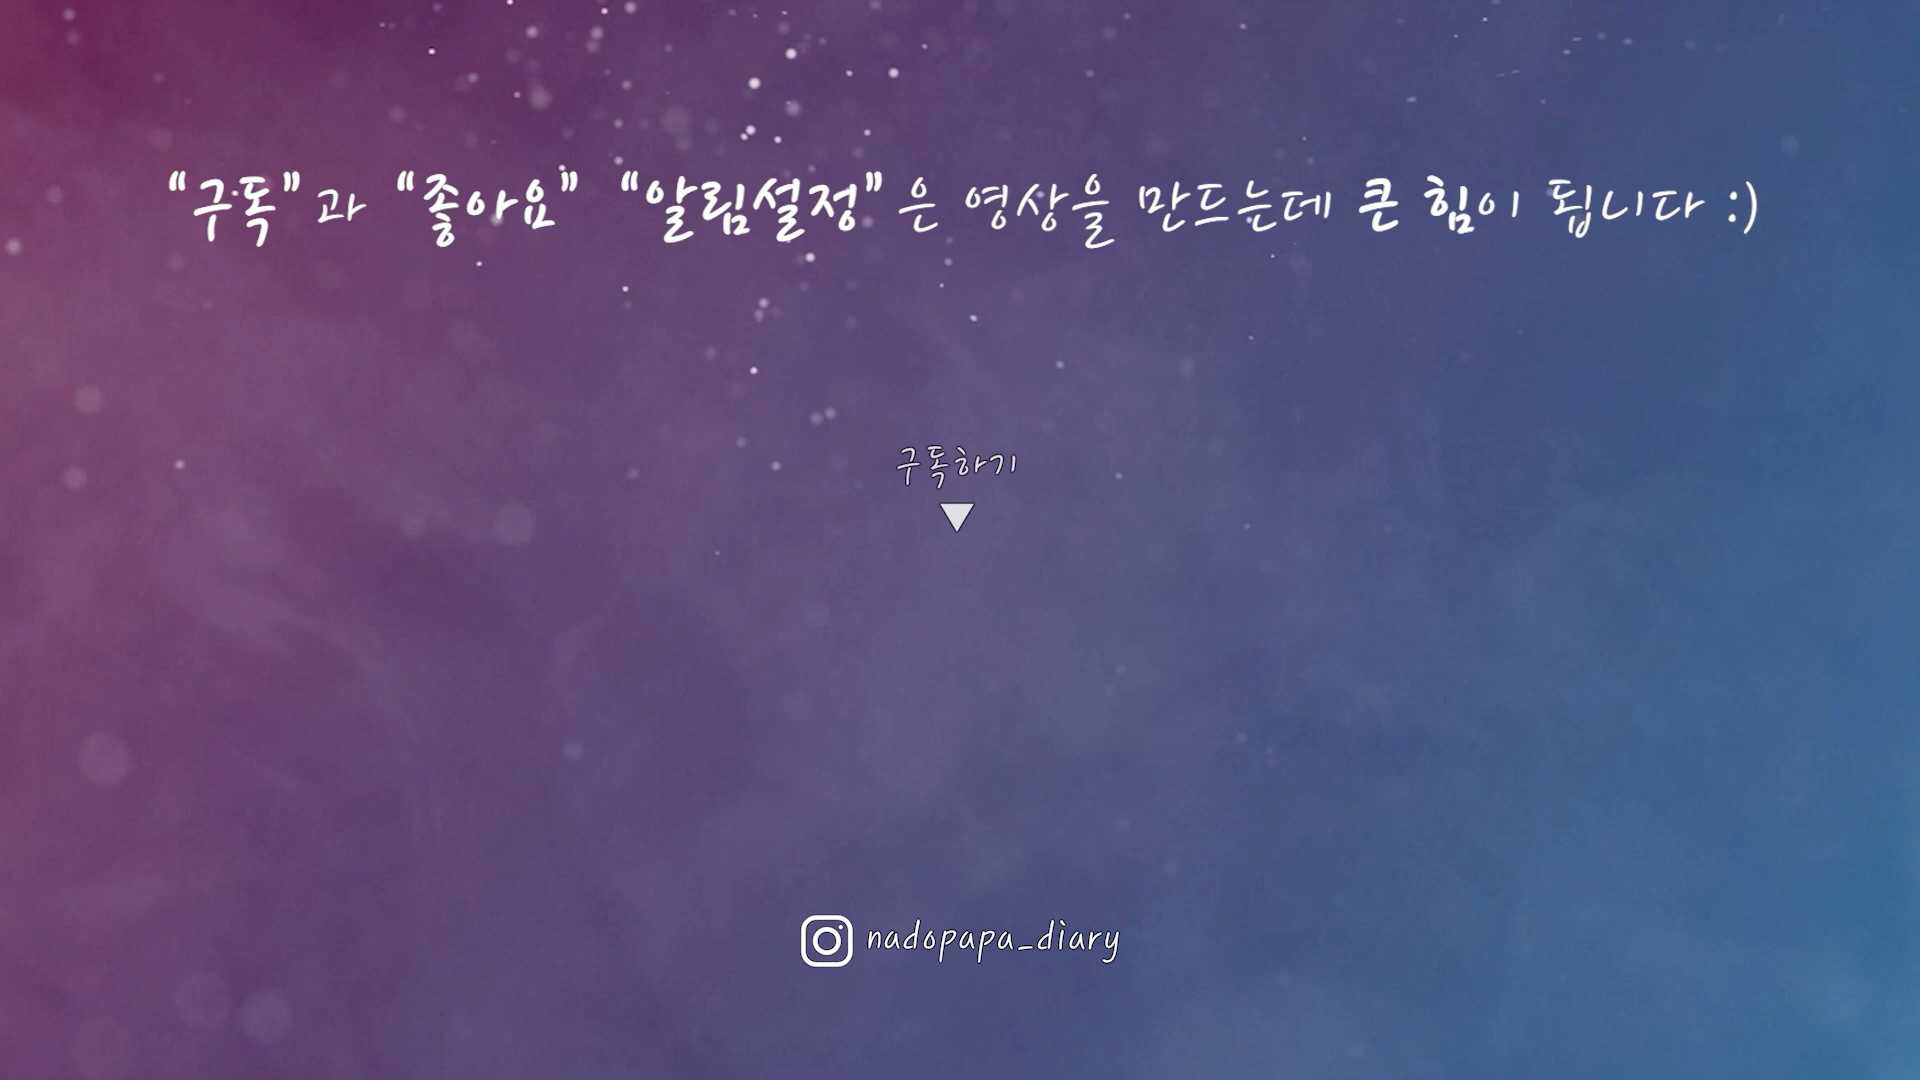 “구독”과 “좋아요” “알림설정”은 영상을 만드는데 큰 힘이 됩니다 :)
구독하기
nadopapa_diary